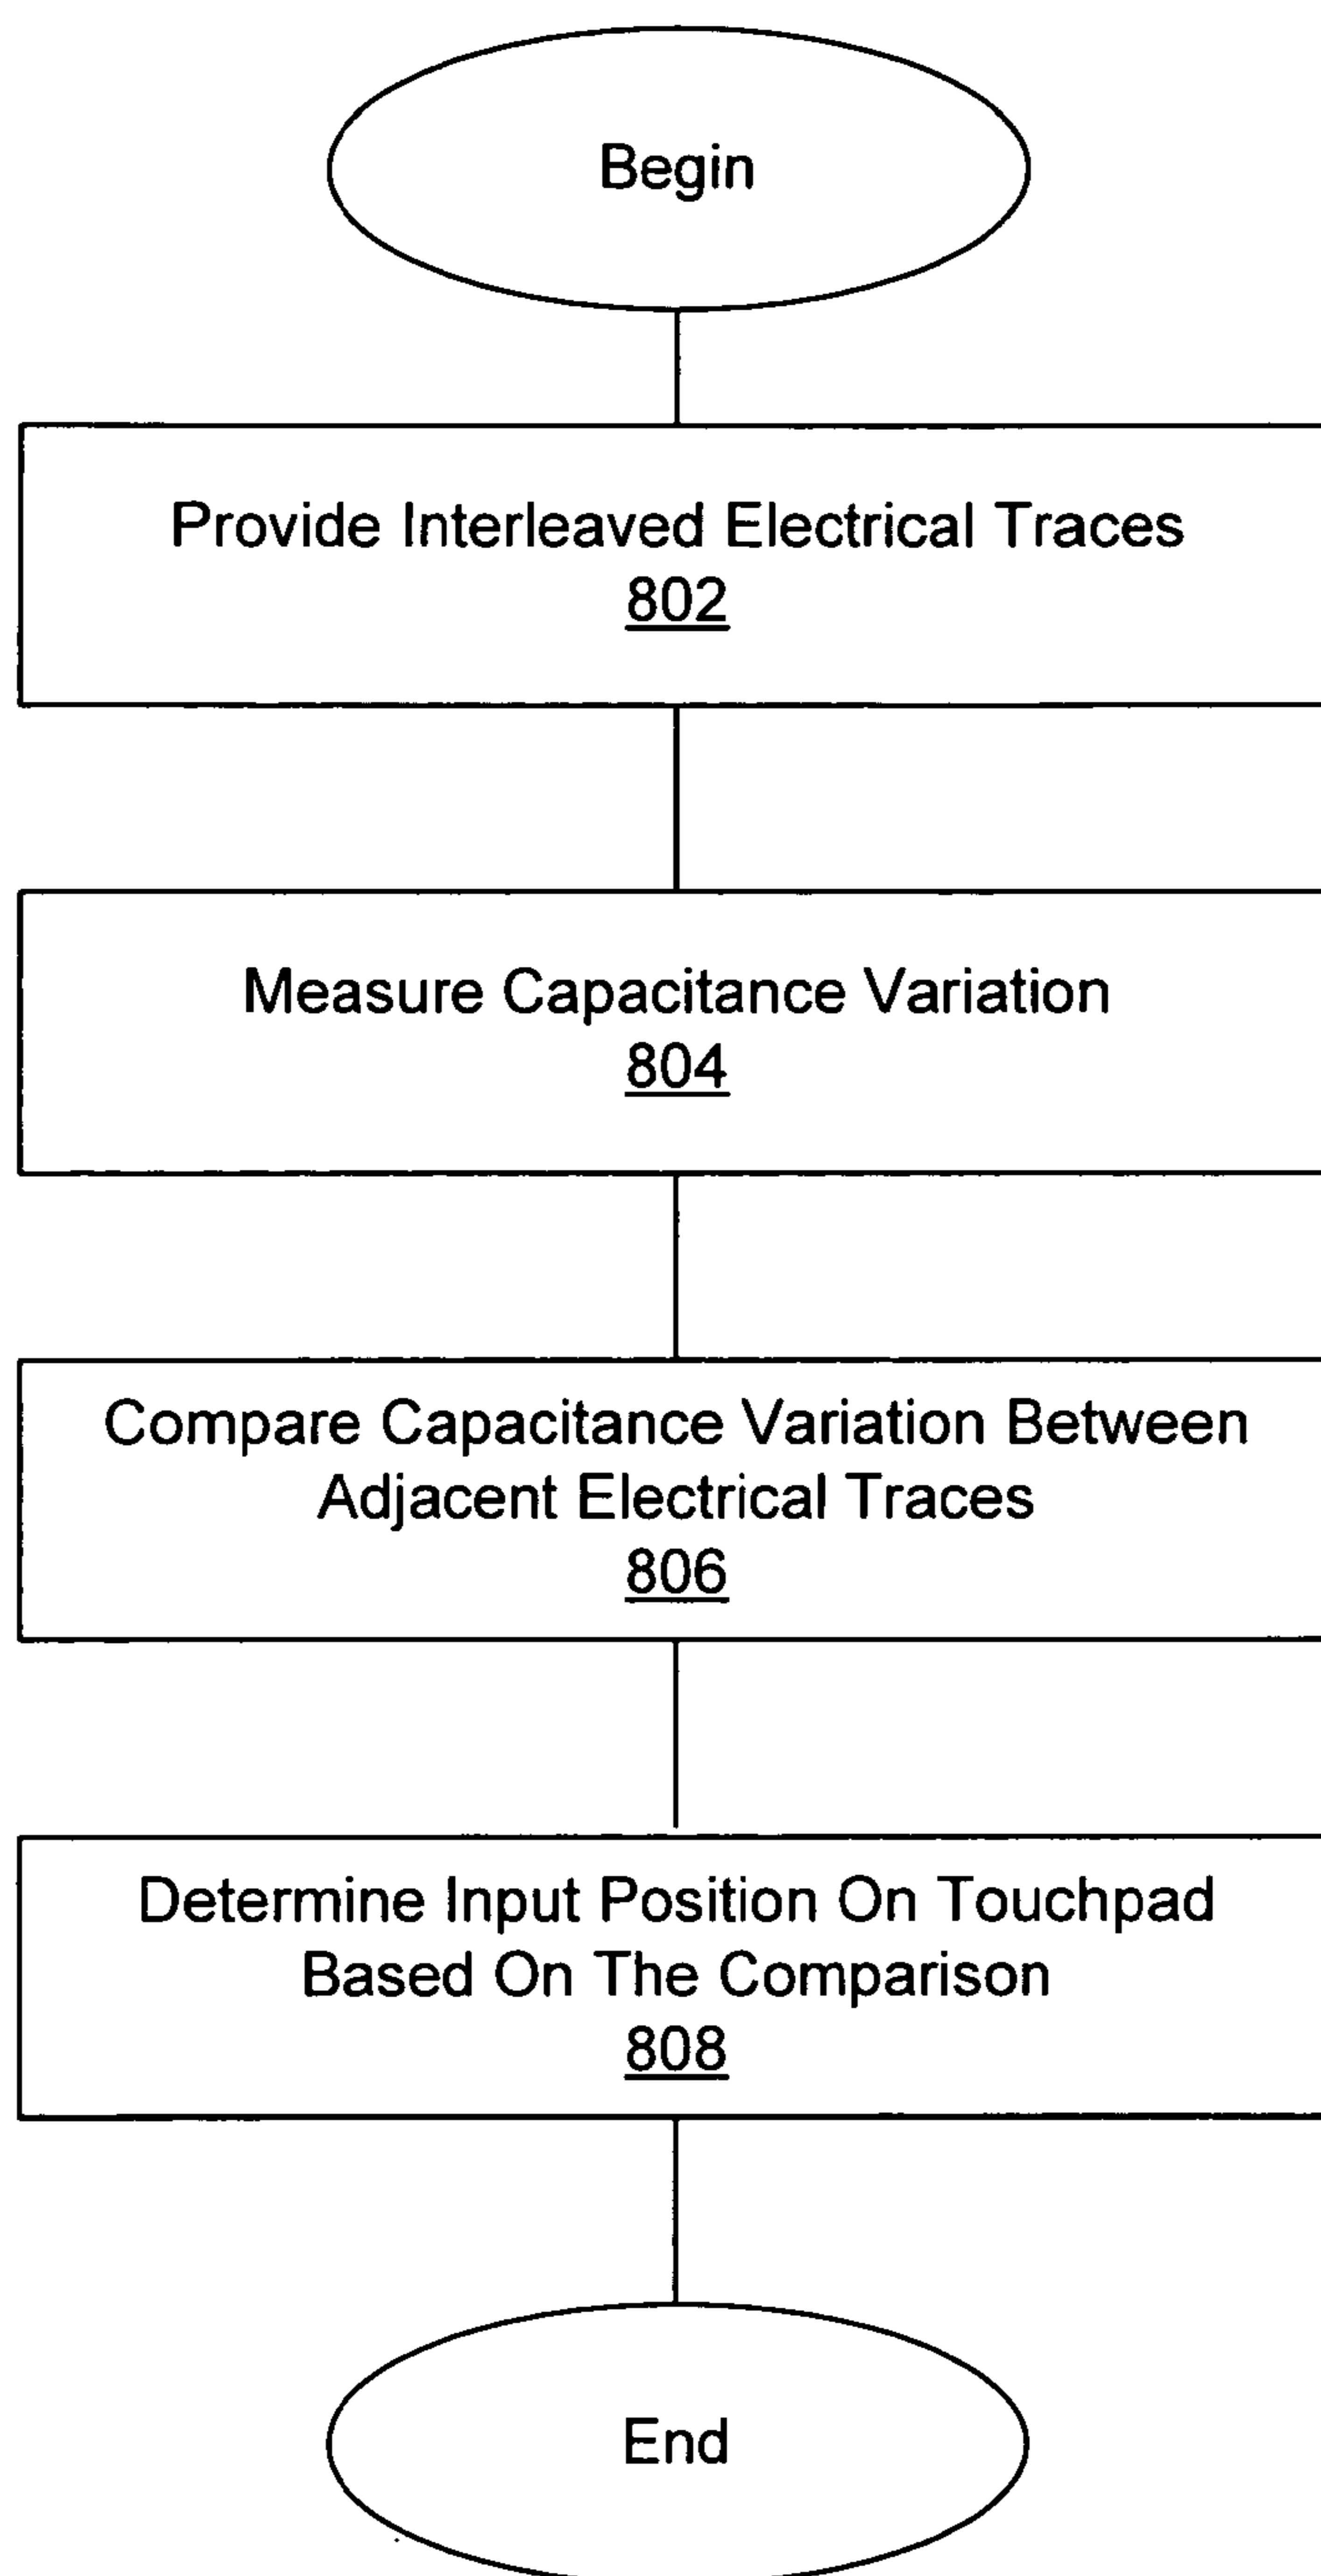 Begin
Provide Interleaved Electrical Traces
802
Measure Capacitance Variation
804
Compare Capacitance Variation Between
Adjacent Electrical Traces
806
Determine Input Position On Touchpad
Based On The Comparison
808
End